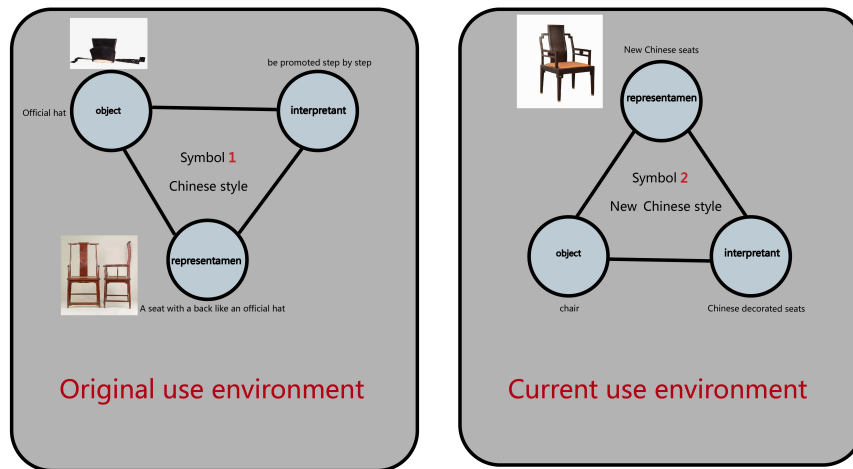 be promoted step by step
Official hat
object
interpretant
Symbol 1
Chinese style
representamen
A seat with a back like an official hat
Original use environment
New Chinese seats
representamen
Symbol 2
New Chinese style
object
interpretant
chair
Chinese decorated seats
Current use environment